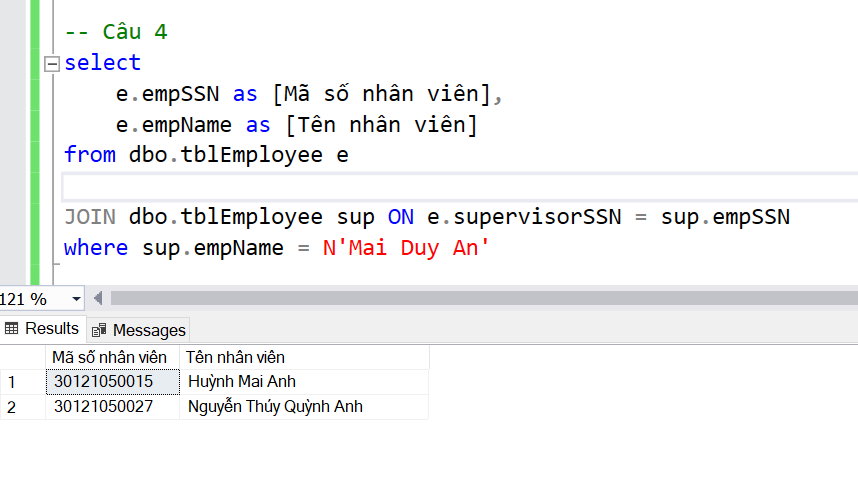 -- Câu 4
select
e.empSSN as [Mã số nhân viên],
e.empName as [Tên nhân viên]
from dbo.tblEmployee e
JOIN dbo.tblEmployee sup ON e.supervisorSSN = sup.empSSN
where sup.empName = N'Mai Duy An'
121 %
Results Messages
Mã số nhân viên Tên nhân viên
1 30121050015 Huỳnh Mai Anh
2 30121050027 Nguyễn Thúy Quỳnh Anh